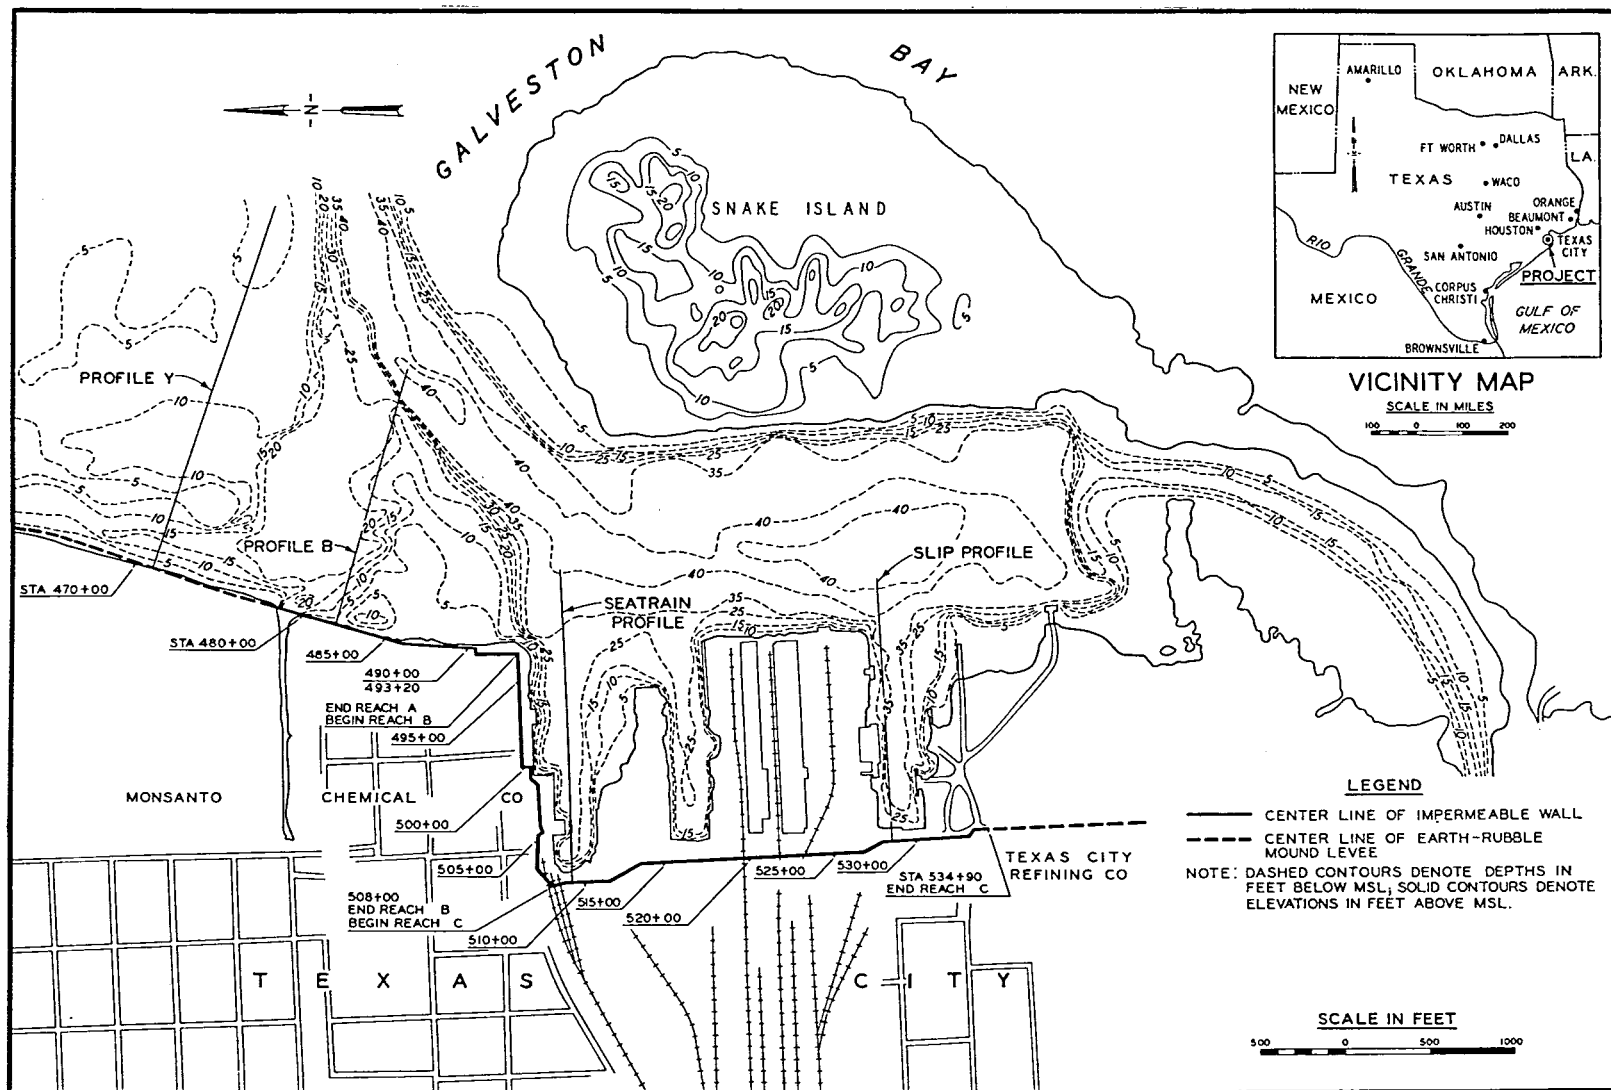 GALVESTON BAY
N
SNAKE ISLAND
PROFILE Y
PROFILE B
SLIP PROFILE
SEATRAIN
PROFILE
STA 470+00
STA 480+00
485+00
490+00
493+20
END REACH A
BEGIN REACH B
495+00
MONSANTO CHEMICAL CO
500+00
505+00
508+00
END REACH B
BEGIN REACH C
510+00
515+00
520+00
525+00
530+00
STA 534+90
END REACH C
TEXAS CITY
REFINING CO
TEXAS CITY
NEW
MEXICO
AMARILLO
OKLAHOMA
ARK.
LA.
FT WORTH
DALLAS
TEXAS
WACO
AUSTIN
ORANGE
BEAUMONT
HOUSTON
TEXAS
CITY
SAN ANTONIO
RIO GRANDE
PROJECT
CORPUS
CHRISTI
MEXICO
GULF OF
MEXICO
BROWNSVILLE
VICINITY MAP
SCALE IN MILES
100 0 100 200
LEGEND
CENTER LINE OF IMPERMEABLE WALL
CENTER LINE OF EARTH-RUBBLE
MOUND LEVEE
NOTE: DASHED CONTOURS DENOTE DEPTHS IN
FEET BELOW MSL; SOLID CONTOURS DENOTE
ELEVATIONS IN FEET ABOVE MSL.
SCALE IN FEET
500 0 500 1000